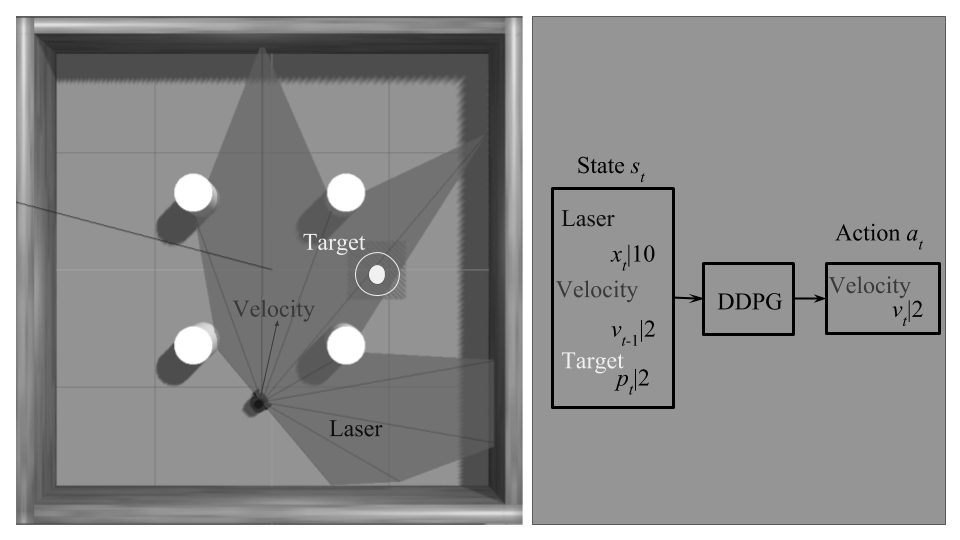 Target
Velocity
Laser
State s_t
Laser
x_t|10
Velocity
v_{t-1}|2
Target
p_t|2
DDPG
Action a_t
Velocity
v_t|2